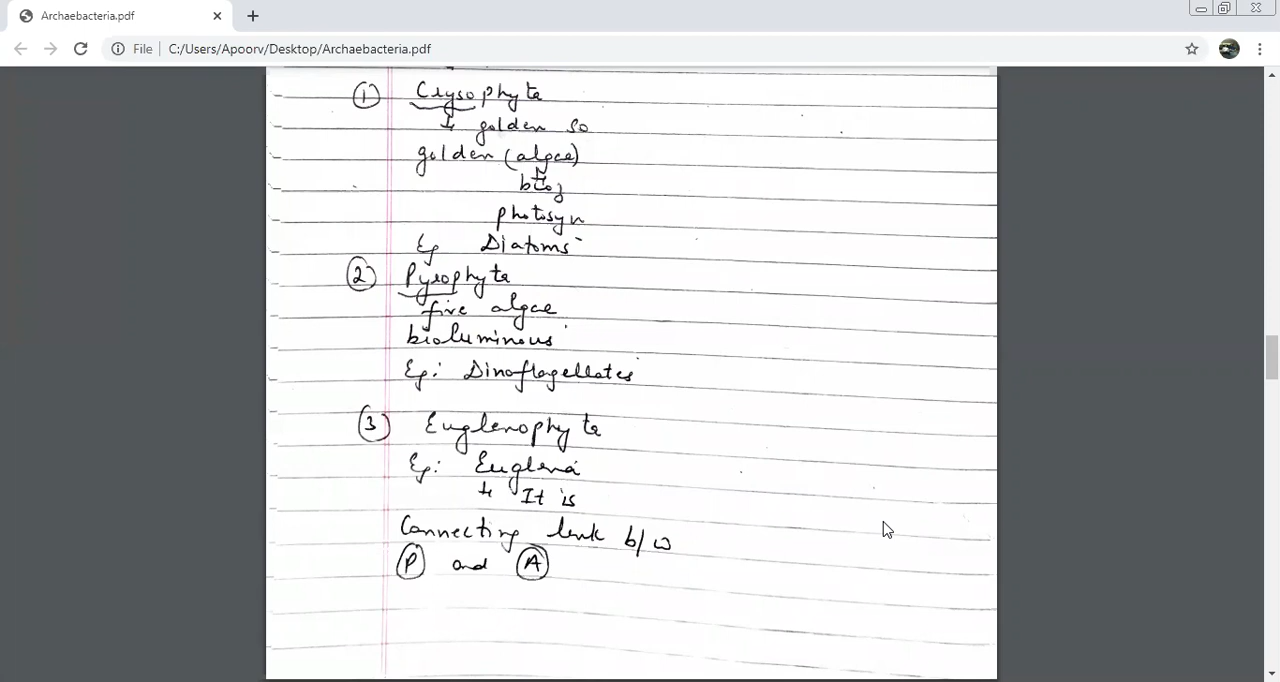 Archaebacteria.pdf
File C:/Users/Apoorv/Desktop/Archaebacteria.pdf
① Crysophyta
↓ golden so
golden (algae)
↓
bcoz
photosyn
Eg Diatoms
② Pyrophyta
fire algae
bioluminous
Eg: Dinoflagellates
③ Euglenophyta
Eg: Euglena
↓ It is
Connecting link b/w
Ⓟ and Ⓐ